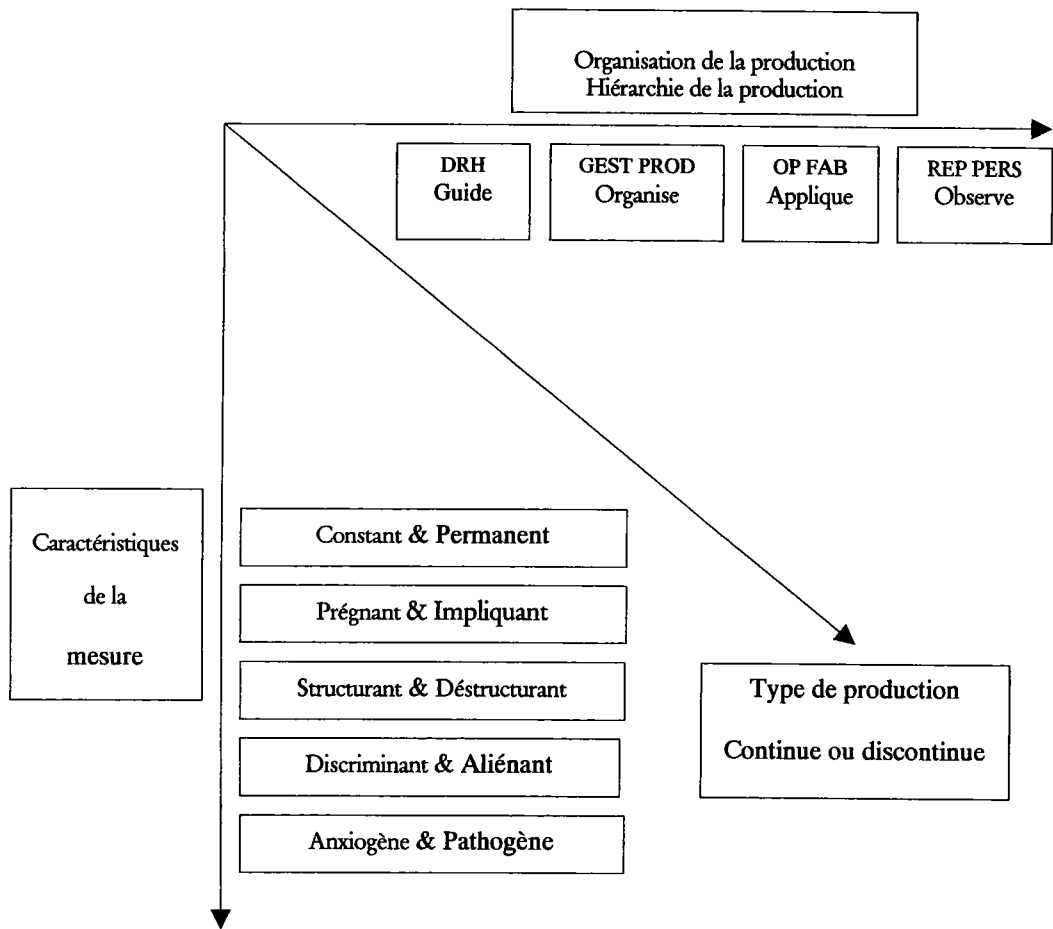 Organisation de la production
Hiérarchie de la production
DRH
Guide
GEST PROD
Organise
OP FAB
Applique
REP PERS
Observe
Caractéristiques
de la
mesure
Constant & Permanent
Prégnant & Impliquant
Structurant & Déstructurant
Discriminant & Aliénant
Anxiogène & Pathogène
Type de production
Continue ou discontinue